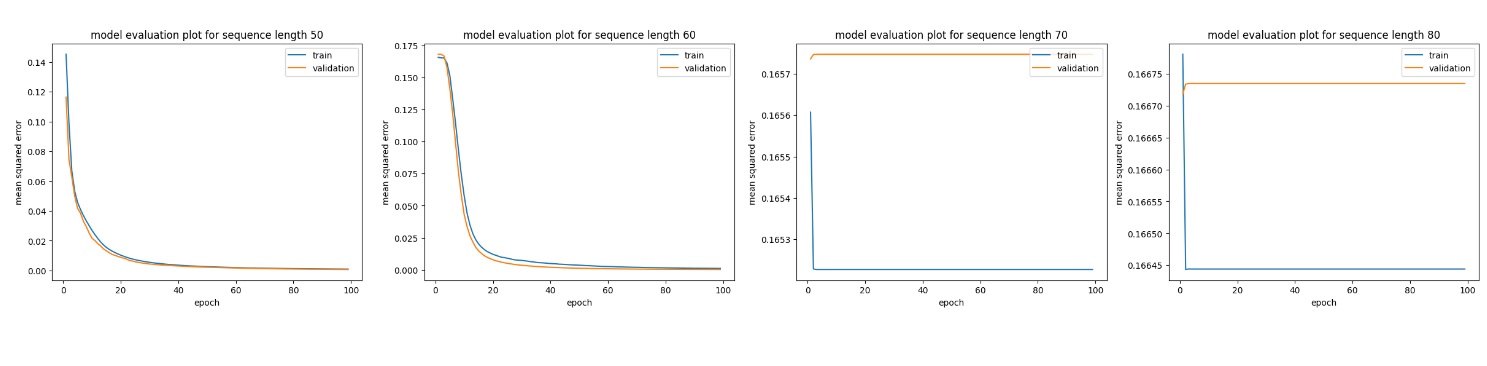 model evaluation plot for sequence length 50
train
validation
0.14
0.12
0.10
0.08
0.06
0.04
0.02
0.00
mean squared error
0 20 40 60 80 100
epoch
model evaluation plot for sequence length 60
train
validation
0.175
0.150
0.125
0.100
0.075
0.050
0.025
0.000
mean squared error
0 20 40 60 80 100
epoch
model evaluation plot for sequence length 70
train
validation
0.1657
0.1656
0.1655
0.1654
0.1653
mean squared error
0 20 40 60 80 100
epoch
model evaluation plot for sequence length 80
train
validation
0.16675
0.16670
0.16665
0.16660
0.16655
0.16650
0.16645
mean squared error
0 20 40 60 80 100
epoch